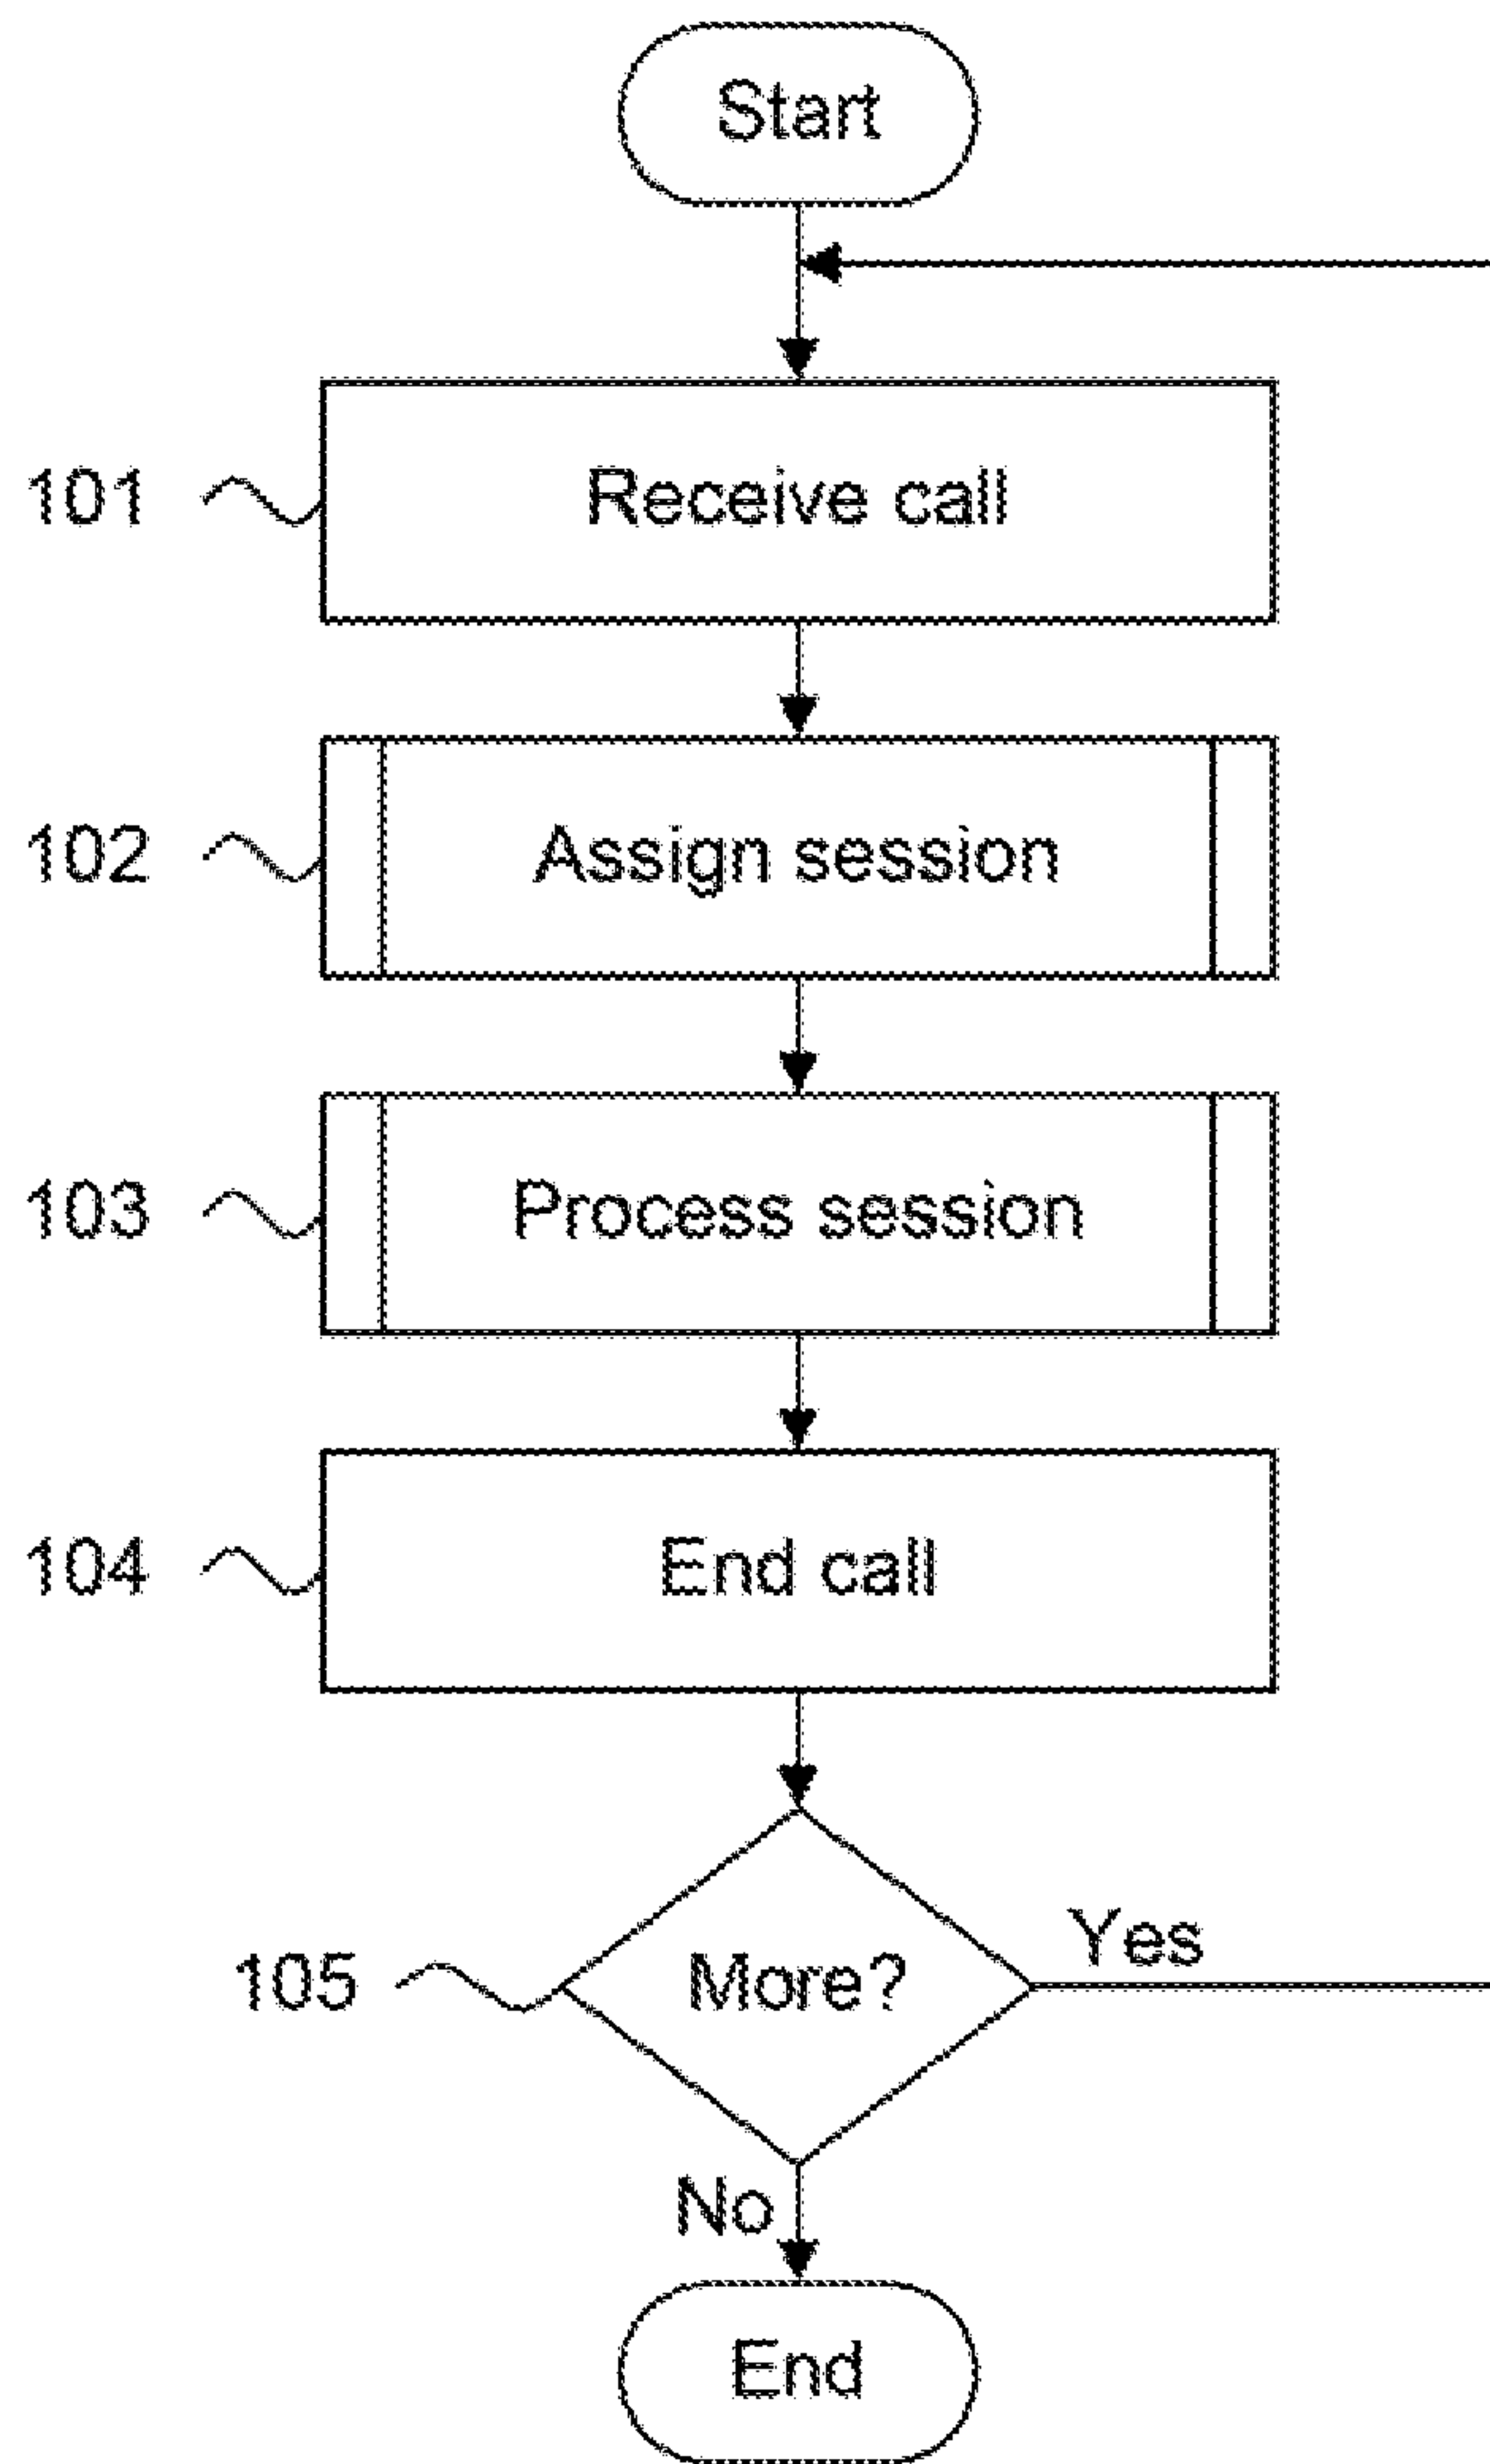 Start
101
Receive call
102
Assign session
103
Process session
104
End call
105
More?
Yes
No
End